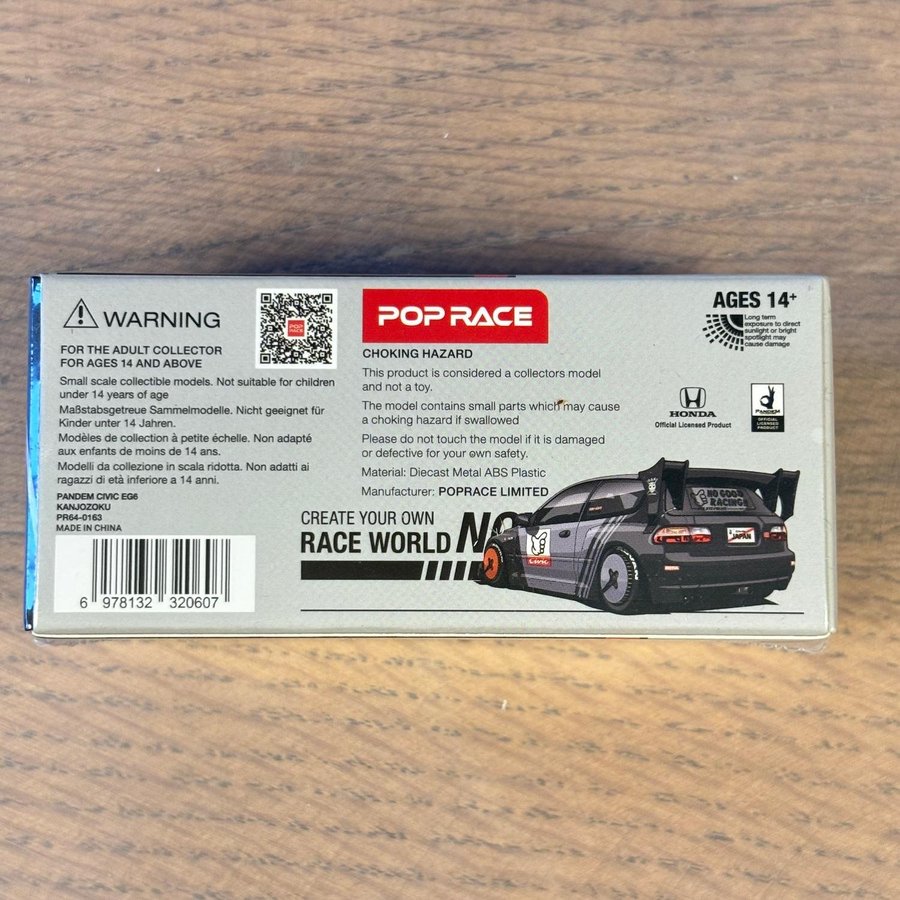 WARNING
FOR THE ADULT COLLECTOR
FOR AGES 14 AND ABOVE
Small scale collectible models. Not suitable for children
under 14 years of age
Maßstabsgetreue Sammelmodelle. Nicht geeignet für
Kinder unter 14 Jahren.
Modèles de collection à petite échelle. Non adapté
aux enfants de moins de 14 ans.
Modelli da collezione in scala ridotta. Non adatti ai
ragazzi di età inferiore a 14 anni.
PANDEM CIVIC EG6
KANJOZOKU
PR64-0163
MADE IN CHINA
6 978132 320607
POP RACE
POP RACE
CHOKING HAZARD
This product is considered a collectors model
and not a toy.
The model contains small parts which may cause
a choking hazard if swallowed
Please do not touch the model if it is damaged
or defective for your own safety.
Material: Diecast Metal ABS Plastic
Manufacturer: POPRACE LIMITED
CREATE YOUR OWN
RACE WORLD
AGES 14+
Long term
exposure to direct
sunlight or bright
spotlight may
cause damage
HONDA
Official Licensed Product
PANDEM
OFFICIAL
LICENSED
PRODUCT
NO GOOD
RACING
JAPAN